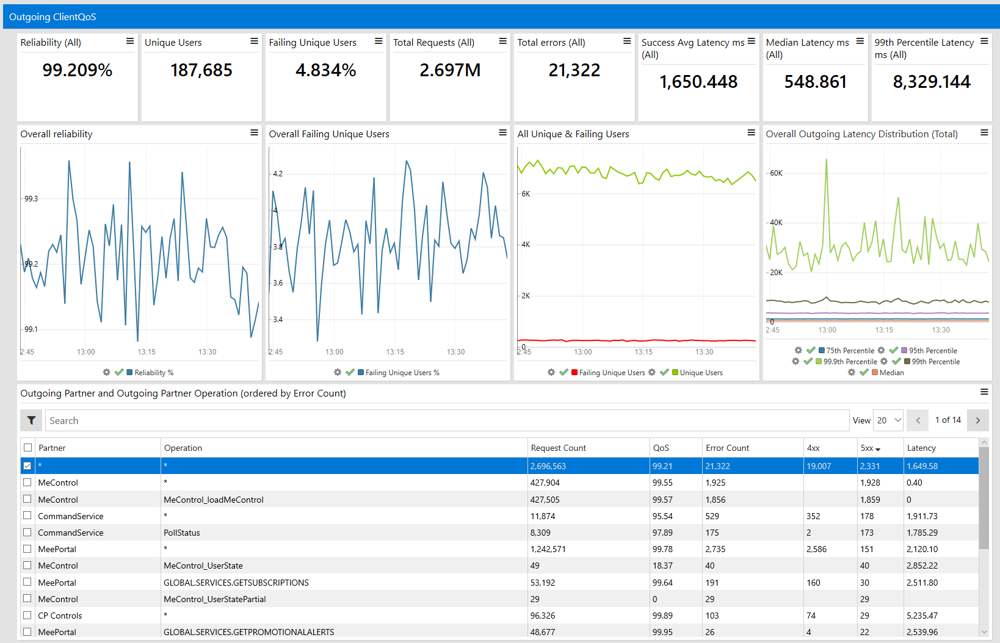 Outgoing ClientQoS
Reliability (All)
99.209%
Unique Users
187,685
Failing Unique Users
4.834%
Total Requests (All)
2.697M
Total errors (All)
21,322
Success Avg Latency ms
(All)
1,650.448
Median Latency ms
(All)
548.861
99th Percentile Latency
ms (All)
8,329.144
Overall reliability
99.3
99.2
99.1
2:45 13:00 13:15 13:30
Reliability %
Overall Failing Unique Users
4.2
4
3.8
3.6
3.4
2:45 13:00 13:15 13:30
Failing Unique Users %
All Unique & Failing Users
6K
4K
2K
0
2:45 13:00 13:15 13:30
Failing Unique Users Unique Users
Overall Outgoing Latency Distribution (Total)
60K
40K
20K
0
2:45 13:00 13:15 13:30
75th Percentile 95th Percentile
99.9th Percentile 99th Percentile
Median
Outgoing Partner and Outgoing Partner Operation (ordered by Error Count)
Search View 20 1 of 14
Partner Operation Request Count QoS Error Count 4xx 5xx Latency
* * 2,696,563 99.21 21,322 19,007 2,331 1,649.58
MeControl * 427,904 99.55 1,925 1,928 0.40
MeControl MeControl_loadMeControl 427,505 99.57 1,856 1,859 0
CommandService * 11,874 95.54 529 352 178 1,911.73
CommandService PollStatus 8,309 97.89 175 2 173 1,785.29
MeePortal * 1,242,571 99.78 2,735 2,586 151 2,120.10
MeControl MeControl_UserState 49 18.37 40 40 2,852.22
MeePortal GLOBAL.SERVICES.GETSUBSCRIPTIONS 53,192 99.64 191 160 30 2,511.80
MeControl MeControl_UserStatePartial 29 0 29 29
CP Controls * 96,326 99.89 103 74 29 5,235.47
MeePortal GLOBAL.SERVICES.GETPROMOTIONALALERTS 48,677 99.95 26 4 22 2,539.96